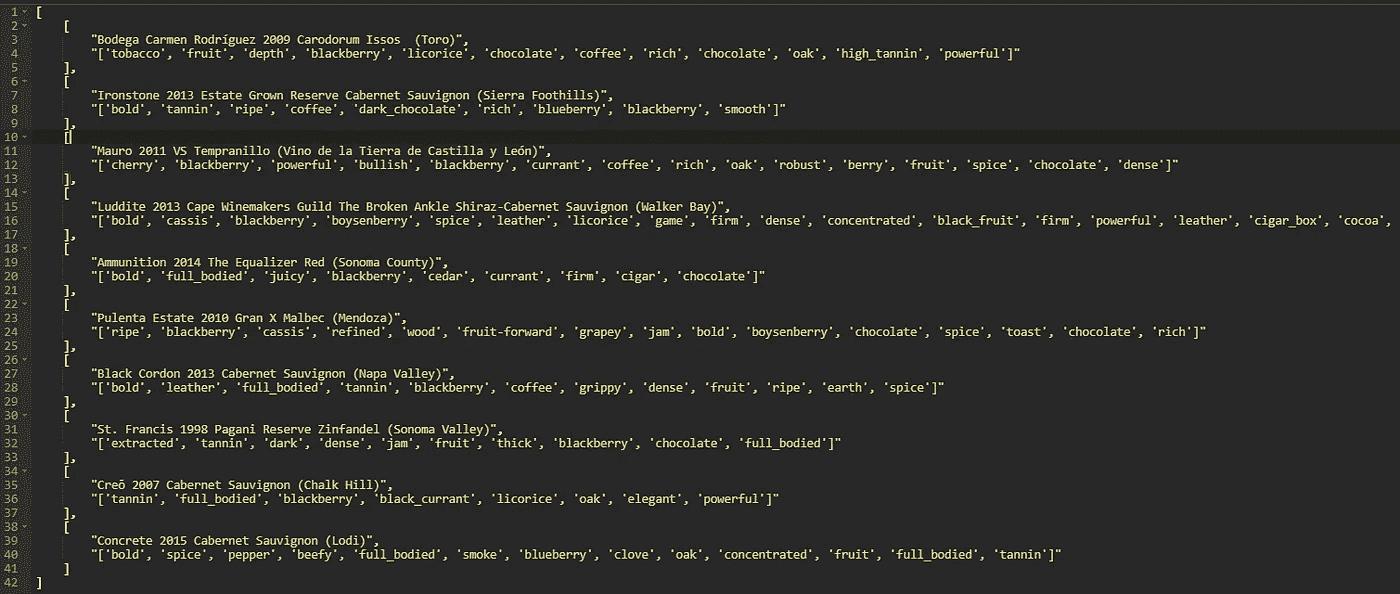 1 [
2 [
3 "Bodega Carmen Rodríguez 2009 Carodorum Issos  (Toro)",
4 "['tobacco', 'fruit', 'depth', 'blackberry', 'licorice', 'chocolate', 'coffee', 'rich', 'chocolate', 'oak', 'high_tannin', 'powerful']"
5 ],
6 [
7 "Ironstone 2013 Estate Grown Reserve Cabernet Sauvignon (Sierra Foothills)",
8 "['bold', 'tannin', 'ripe', 'coffee', 'dark_chocolate', 'rich', 'blueberry', 'blackberry', 'smooth']"
9 ],
10 [
11 "Mauro 2011 VS Tempranillo (Vino de la Tierra de Castilla y León)",
12 "['cherry', 'blackberry', 'powerful', 'bullish', 'blackberry', 'currant', 'coffee', 'rich', 'oak', 'robust', 'berry', 'fruit', 'spice', 'chocolate', 'dense']"
13 ],
14 [
15 "Luddite 2013 Cape Winemakers Guild The Broken Ankle Shiraz-Cabernet Sauvignon (Walker Bay)",
16 "['bold', 'cassis', 'blackberry', 'boysenberry', 'spice', 'leather', 'licorice', 'game', 'firm', 'dense', 'concentrated', 'black_fruit', 'firm', 'powerful', 'leather', 'cigar_box', 'cocoa',
17 ],
18 [
19 "Ammunition 2014 The Equalizer Red (Sonoma County)",
20 "['bold', 'full_bodied', 'juicy', 'blackberry', 'cedar', 'currant', 'firm', 'cigar', 'chocolate']"
21 ],
22 [
23 "Pulenta Estate 2010 Gran X Malbec (Mendoza)",
24 "['ripe', 'blackberry', 'cassis', 'refined', 'wood', 'fruit-forward', 'grapey', 'jam', 'bold', 'boysenberry', 'chocolate', 'spice', 'toast', 'chocolate', 'rich']"
25 ],
26 [
27 "Black Cordon 2013 Cabernet Sauvignon (Napa Valley)",
28 "['bold', 'leather', 'full_bodied', 'tannin', 'blackberry', 'coffee', 'grippy', 'dense', 'fruit', 'ripe', 'earth', 'spice']"
29 ],
30 [
31 "St. Francis 1998 Pagani Reserve Zinfandel (Sonoma Valley)",
32 "['extracted', 'tannin', 'dark', 'dense', 'jam', 'fruit', 'thick', 'blackberry', 'chocolate', 'full_bodied']"
33 ],
34 [
35 "Creō 2007 Cabernet Sauvignon (Chalk Hill)",
36 "['tannin', 'full_bodied', 'blackberry', 'black_currant', 'licorice', 'oak', 'elegant', 'powerful']"
37 ],
38 [
39 "Concrete 2015 Cabernet Sauvignon (Lodi)",
40 "['bold', 'spice', 'pepper', 'beefy', 'full_bodied', 'smoke', 'blueberry', 'clove', 'oak', 'concentrated', 'fruit', 'full_bodied', 'tannin']"
41 ]
42 ]